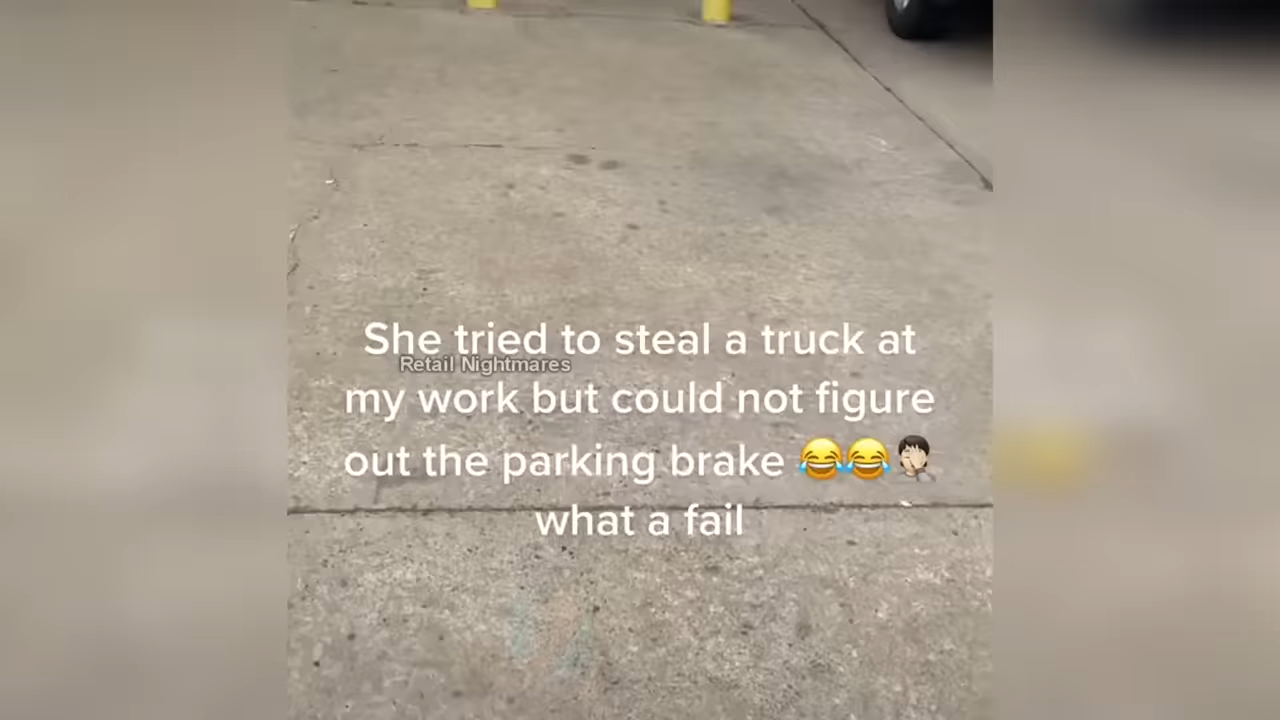 She tried to steal a truck at
Retail Nightmares
my work but could not figure
out the parking brake 😂😂🤦🏻
what a fail